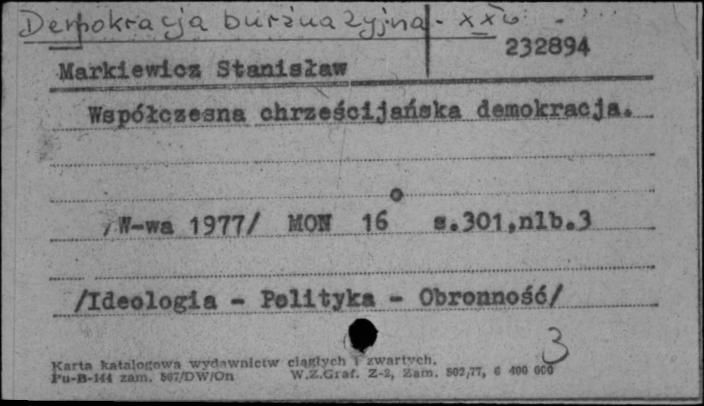 Demokracja burżuazyjna - XX w.
232894
Markiewicz Stanisław
Współczesna chrześcijańska demokracja.
/W-wa 1977/ MON 16° s.301,nlb.3
/Ideologia - Polityka - Obronność/
3
Karta katalogowa wydawnictw ciągłych i zwartych.
Pu-B-144 zam. 567/DW/On W.Z.Graf. Z-2, Zam. 502,77, 6 400 000